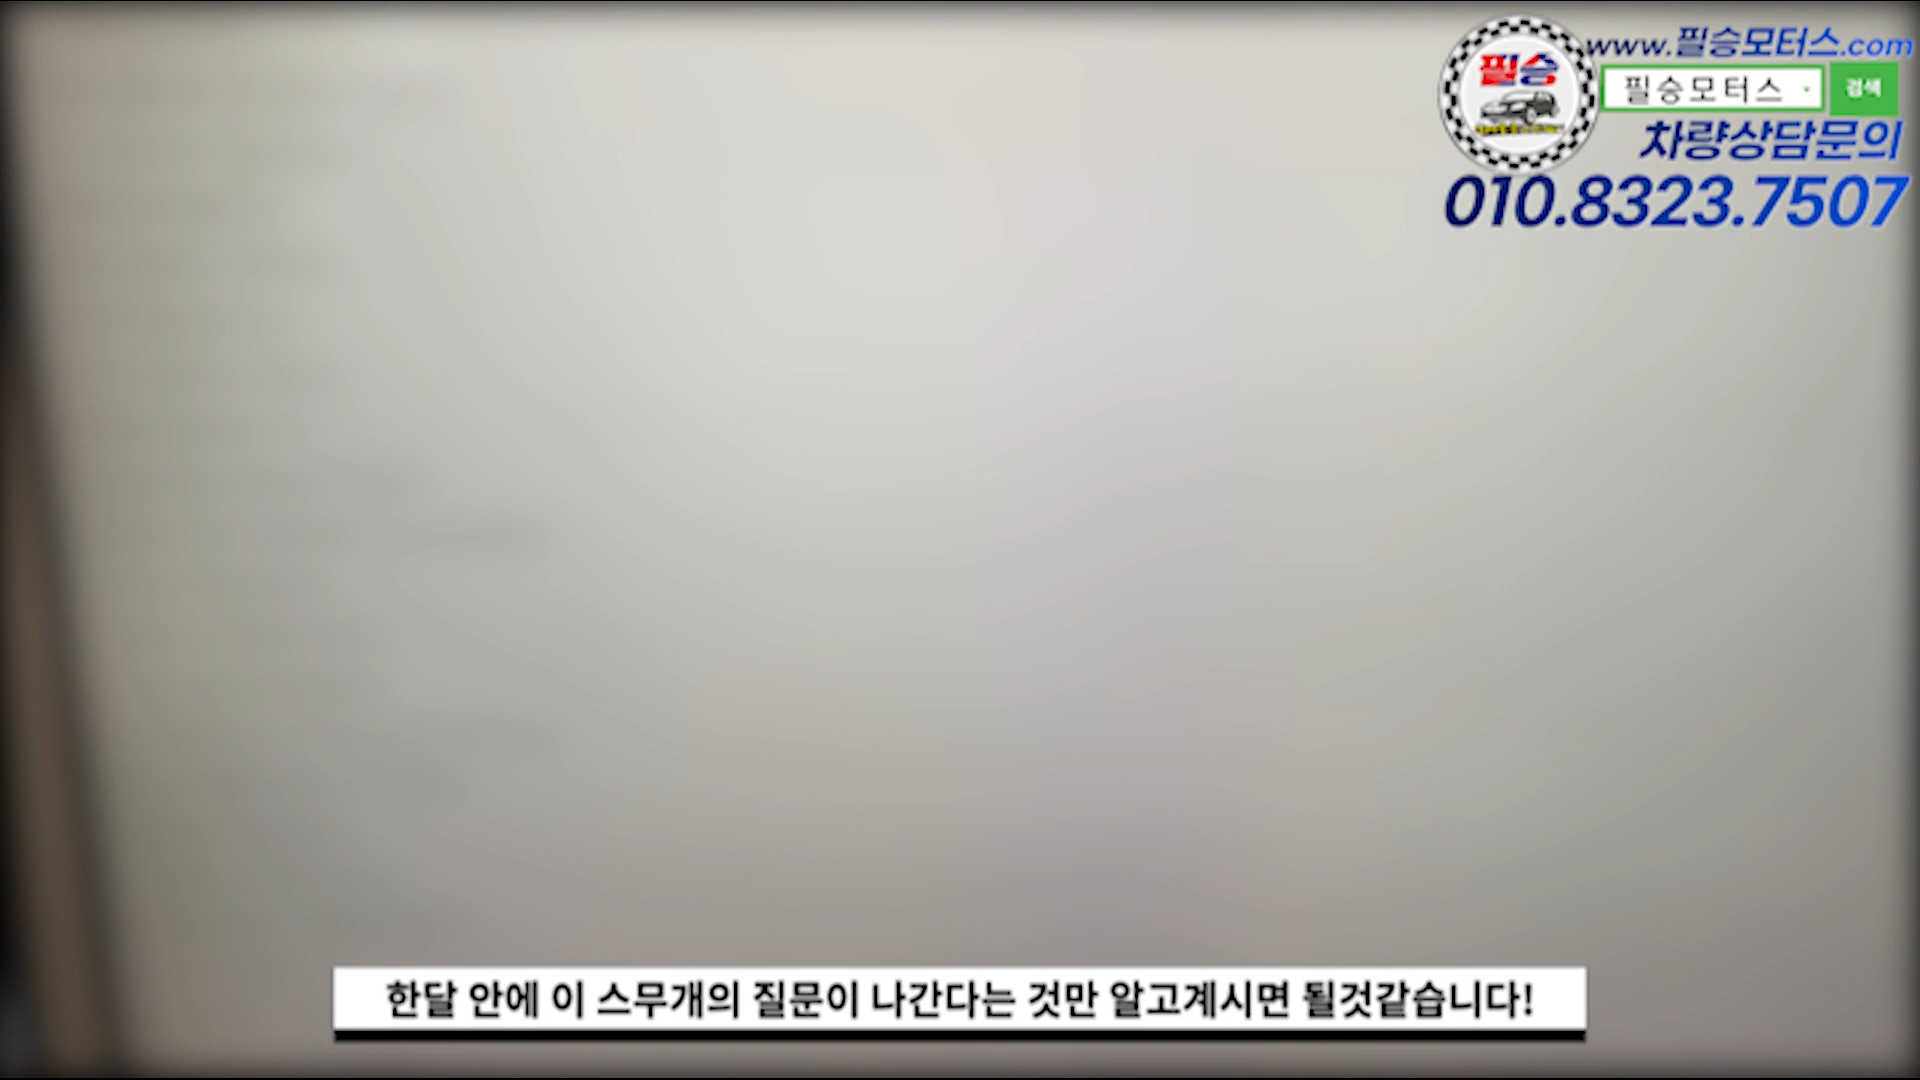 www.필승모터스.com
필승
필승모터스
검색
차량상담문의
010.8323.7507
한달 안에 이 스무개의 질문이 나간다는 것만 알고계시면 될것같습니다!